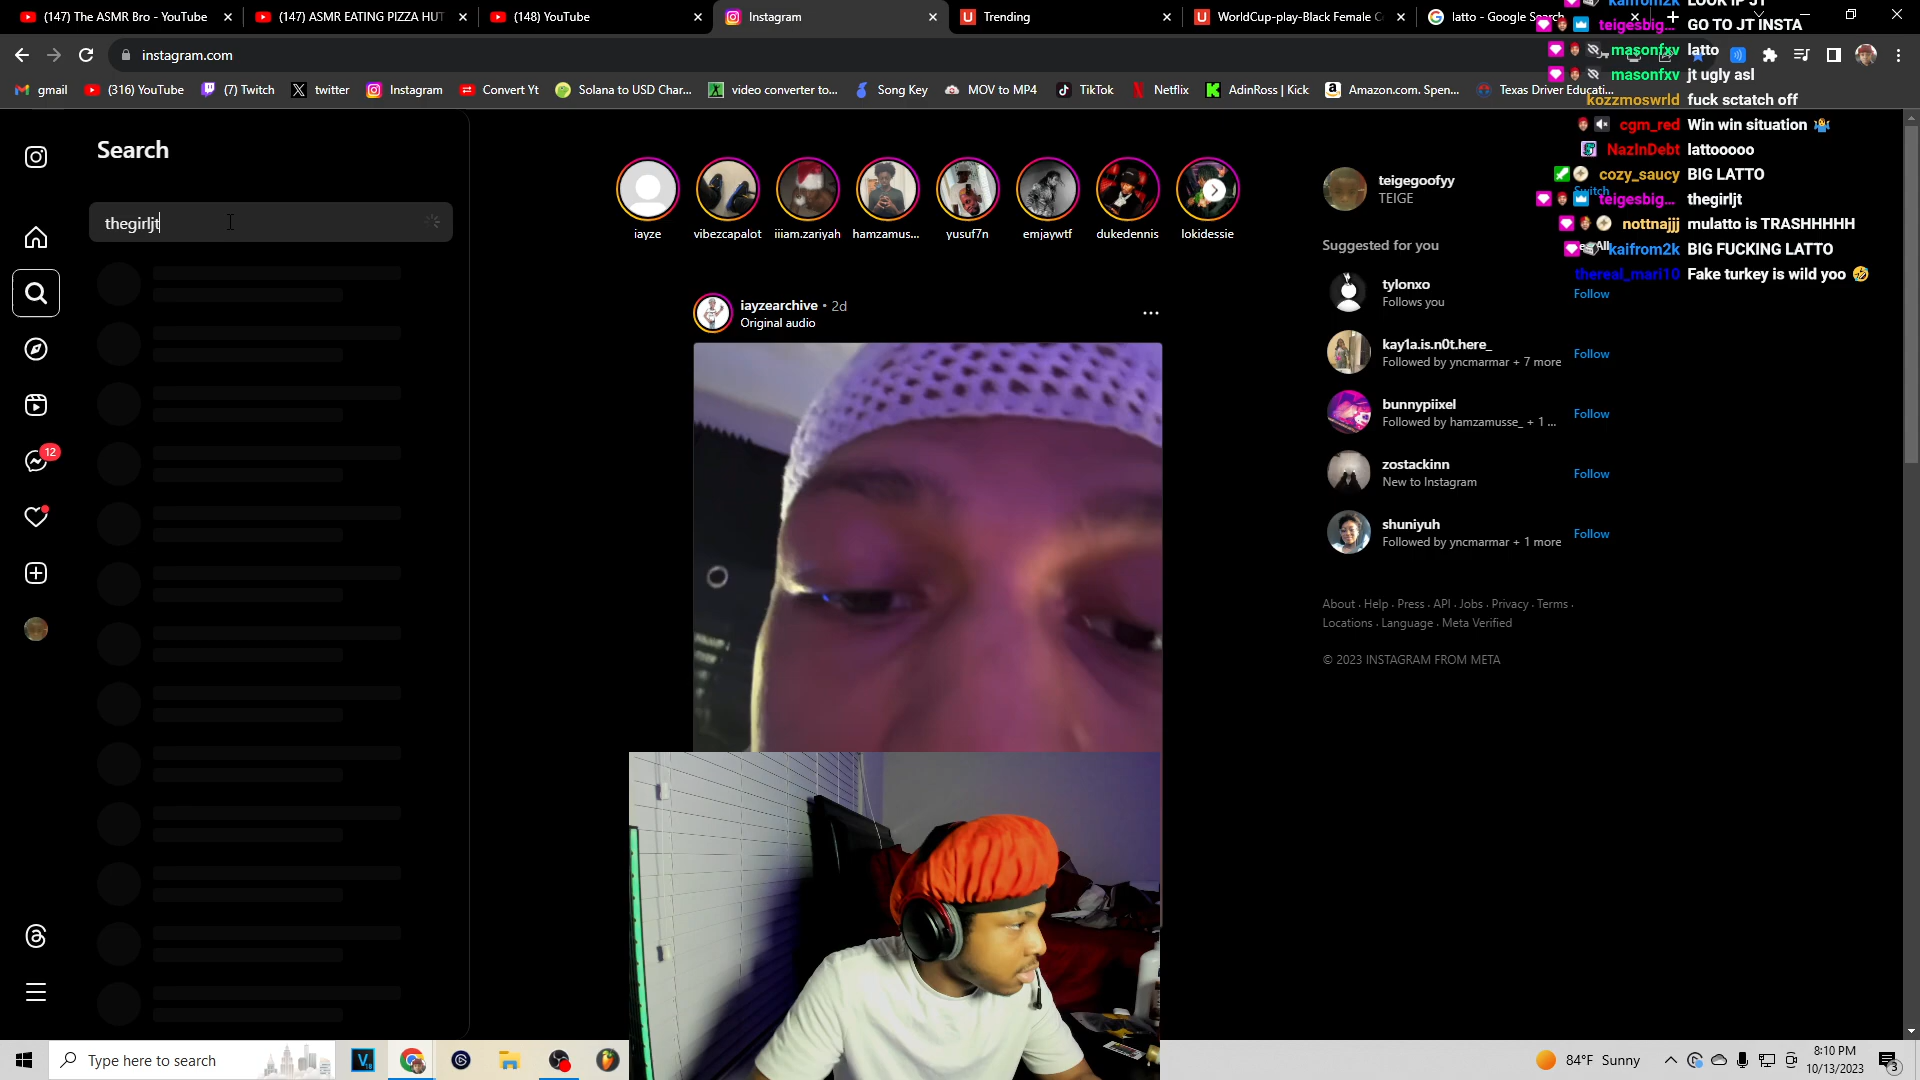 (147) The ASMR Bro - YouTube
(147) ASMR EATING PIZZA HUT
(148) YouTube
Instagram
Trending
WorldCup-play-Black Female C
latto - Google Search
instagram.com
gmail
(316) YouTube
(7) Twitch
twitter
Instagram
Convert Yt
Solana to USD Char...
video converter to...
Song Key
MOV to MP4
TikTok
Netflix
AdinRoss | Kick
Amazon.com. Spen...
Texas Driver Educati...
kaifrom2k LOOK IP JT
teigesbig... GO TO JT INSTA
masonfxv latto
masonfxv jt ugly asl
kozzmoswrld fuck sctatch off
cgm_red Win win situation 🤷
NazInDebt lattooooo
cozy_saucy BIG LATTO
teigesbig... thegirljt
nottnajjj mulatto is TRASHHHHH
kaifrom2k BIG FUCKING LATTO
thereal_mari10 Fake turkey is wild yoo 🤣
Search
thegirljt
12
iayze
vibezcapalot
iiiam.zariyah
hamzamus...
yusuf7n
emjaywtf
dukedennis
lokidessie
iayzearchive • 2d
Original audio
teigegoofyy
TEIGE
Switch
Suggested for you
See All
tylonxo
Follows you
Follow
kay1a.is.n0t.here_
Followed by yncmarmar + 7 more
Follow
bunnypiixel
Followed by hamzamusse_ + 1 ...
Follow
zostackinn
New to Instagram
Follow
shuniyuh
Followed by yncmarmar + 1 more
Follow
About · Help · Press · API · Jobs · Privacy · Terms ·
Locations · Language · Meta Verified
© 2023 INSTAGRAM FROM META
Type here to search
84°F Sunny
8:10 PM
10/13/2023
3